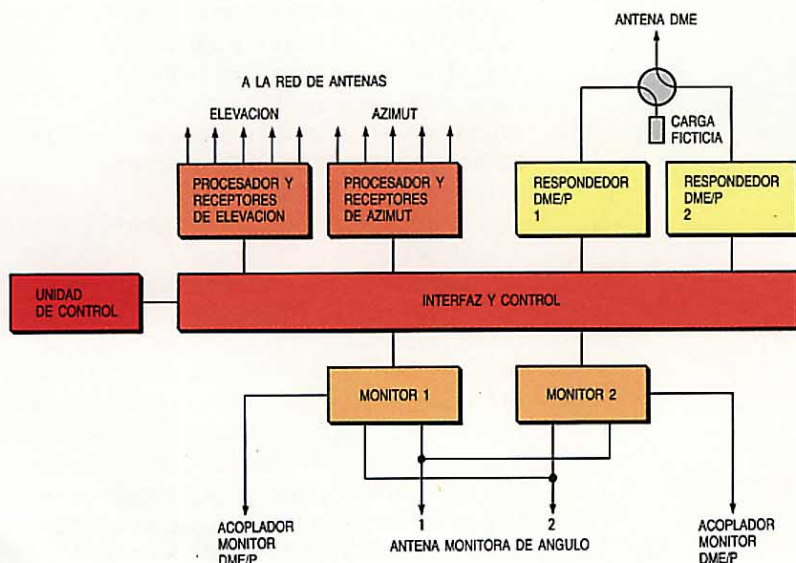 ANTENA DME
A LA RED DE ANTENAS
ELEVACION
AZIMUT
CARGA
FICTICIA
PROCESADOR Y
RECEPTORES
DE ELEVACION
PROCESADOR Y
RECEPTORES
DE AZIMUT
RESPONDEDOR
DME/P
1
RESPONDEDOR
DME/P
2
UNIDAD
DE CONTROL
INTERFAZ Y CONTROL
MONITOR 1
MONITOR 2
ACOPLADOR
MONITOR
DME/P
1
2
ANTENA MONITORA DE ANGULO
ACOPLADOR
MONITOR
DME/P